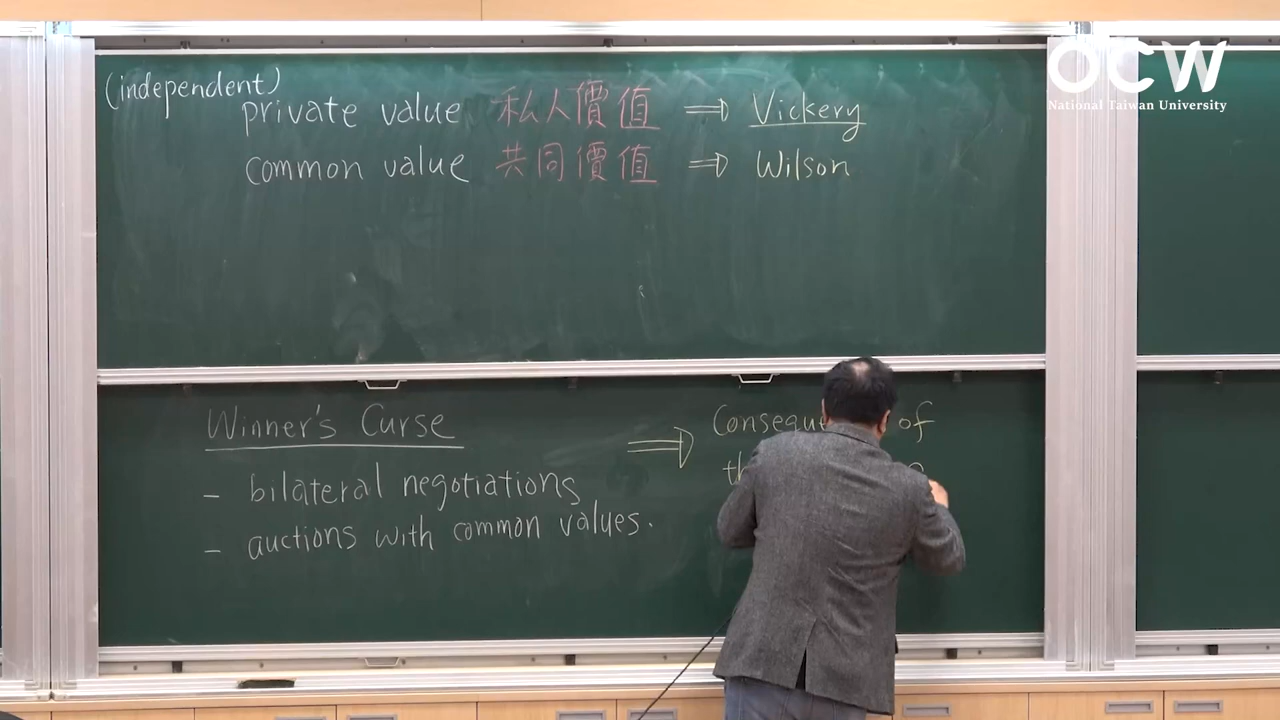 (independent)
private value 私人價值 ⇒ Vickery
common value 共同價值 ⇒ Wilson
Winner's Curse
- bilateral negotiations
- auctions with common values.
⇒ of
OCW
National Taiwan University